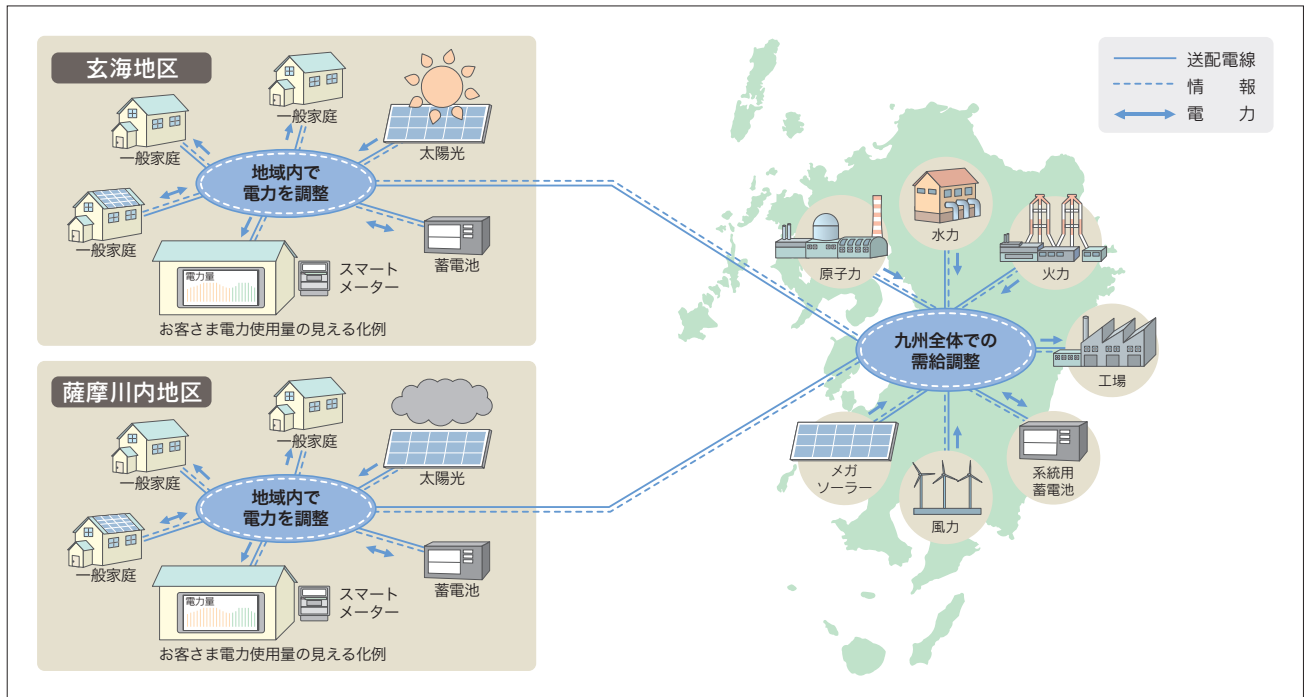 玄海地区
一般家庭
一般家庭
太陽光
地域内で
電力を調整
一般家庭
蓄電池
電力量
スマート
メーター
お客さま電力使用量の見える化例
薩摩川内地区
一般家庭
一般家庭
太陽光
地域内で
電力を調整
一般家庭
蓄電池
電力量
スマート
メーター
お客さま電力使用量の見える化例
送配電線
情　報
電　力
水力
原子力
火力
九州全体での
需給調整
工場
メガ
ソーラー
風力
系統用
蓄電池